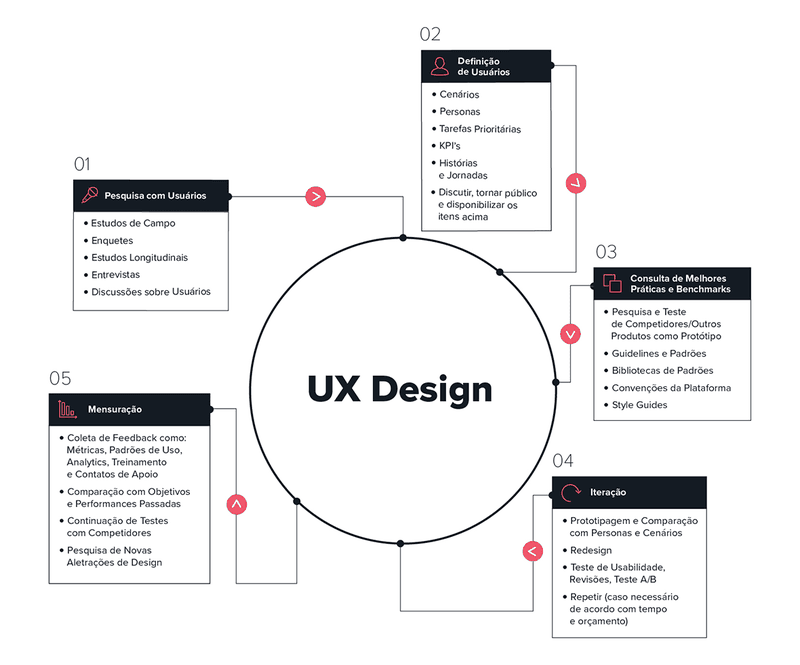 01
Pesquisa com Usuários
• Estudos de Campo
• Enquetes
• Estudos Longitudinais
• Entrevistas
• Discussões sobre Usuários
02
Definição
de Usuários
• Cenários
• Personas
• Tarefas Prioritárias
• KPI's
• Histórias
e Jornadas
• Discutir, tornar público
e disponibilizar os
itens acima
03
Consulta de Melhores
Práticas e Benchmarks
• Pesquisa e Teste
de Competidores/Outros
Produtos como Protótipo
• Guidelines e Padrões
• Bibliotecas de Padrões
• Convenções da Plataforma
• Style Guides
UX Design
04
Iteração
• Prototipagem e Comparação
com Personas e Cenários
• Redesign
• Teste de Usabilidade,
Revisões, Teste A/B
• Repetir (caso necessário
de acordo com tempo
e orçamento)
05
Mensuração
• Coleta de Feedback como:
Métricas, Padrões de Uso,
Analytics, Treinamento
e Contatos de Apoio
• Comparação com Objetivos
e Performances Passadas
• Continuação de Testes
com Competidores
• Pesquisa de Novas
Aletrações de Design